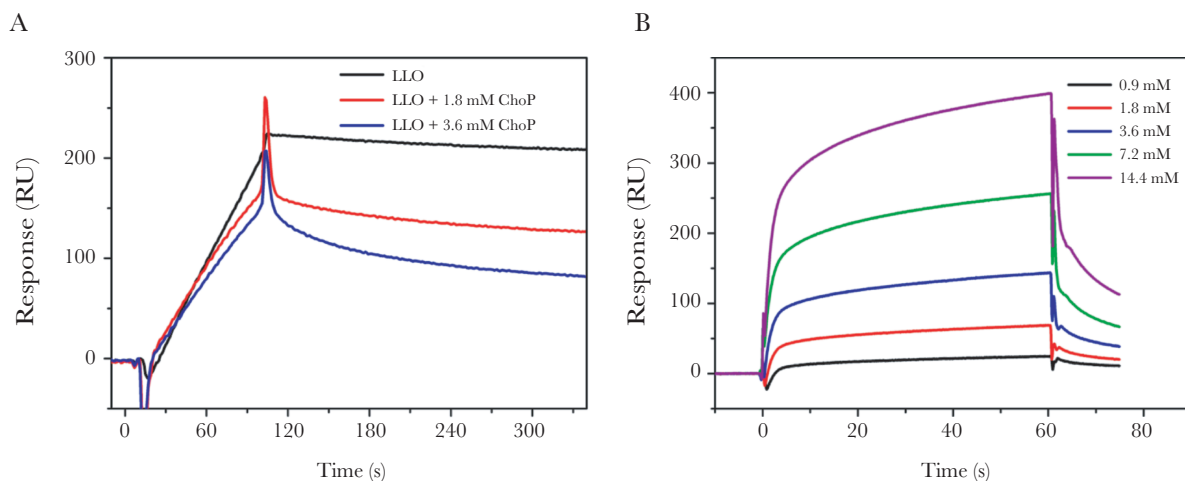 A
Response (RU)
300
200
100
0
LLO
LLO + 1.8 mM ChoP
LLO + 3.6 mM ChoP
0 60 120 180 240 300
Time (s)
B
Response (RU)
400
300
200
100
0
0.9 mM
1.8 mM
3.6 mM
7.2 mM
14.4 mM
0 20 40 60 80
Time (s)